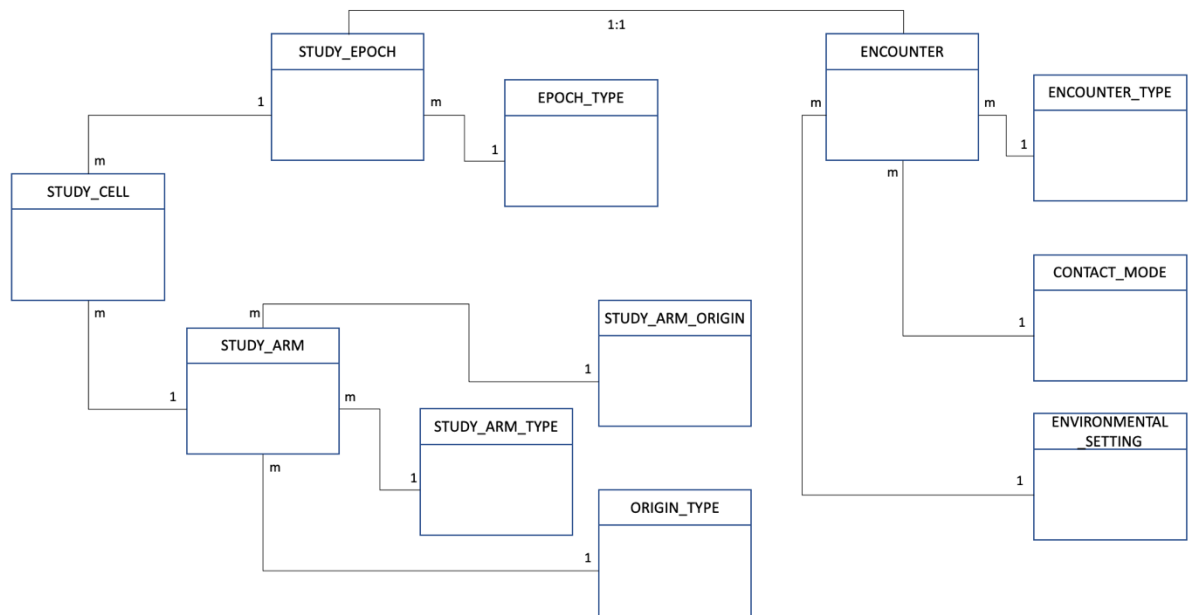 1:1
STUDY_EPOCH
ENCOUNTER
EPOCH_TYPE
ENCOUNTER_TYPE
1
m
m
m
1
1
m
m
STUDY_CELL
CONTACT_MODE
m
m
STUDY_ARM_ORIGIN
STUDY_ARM
1
1
1
m
STUDY_ARM_TYPE
ENVIRONMENTAL
_SETTING
m
1
1
ORIGIN_TYPE
1